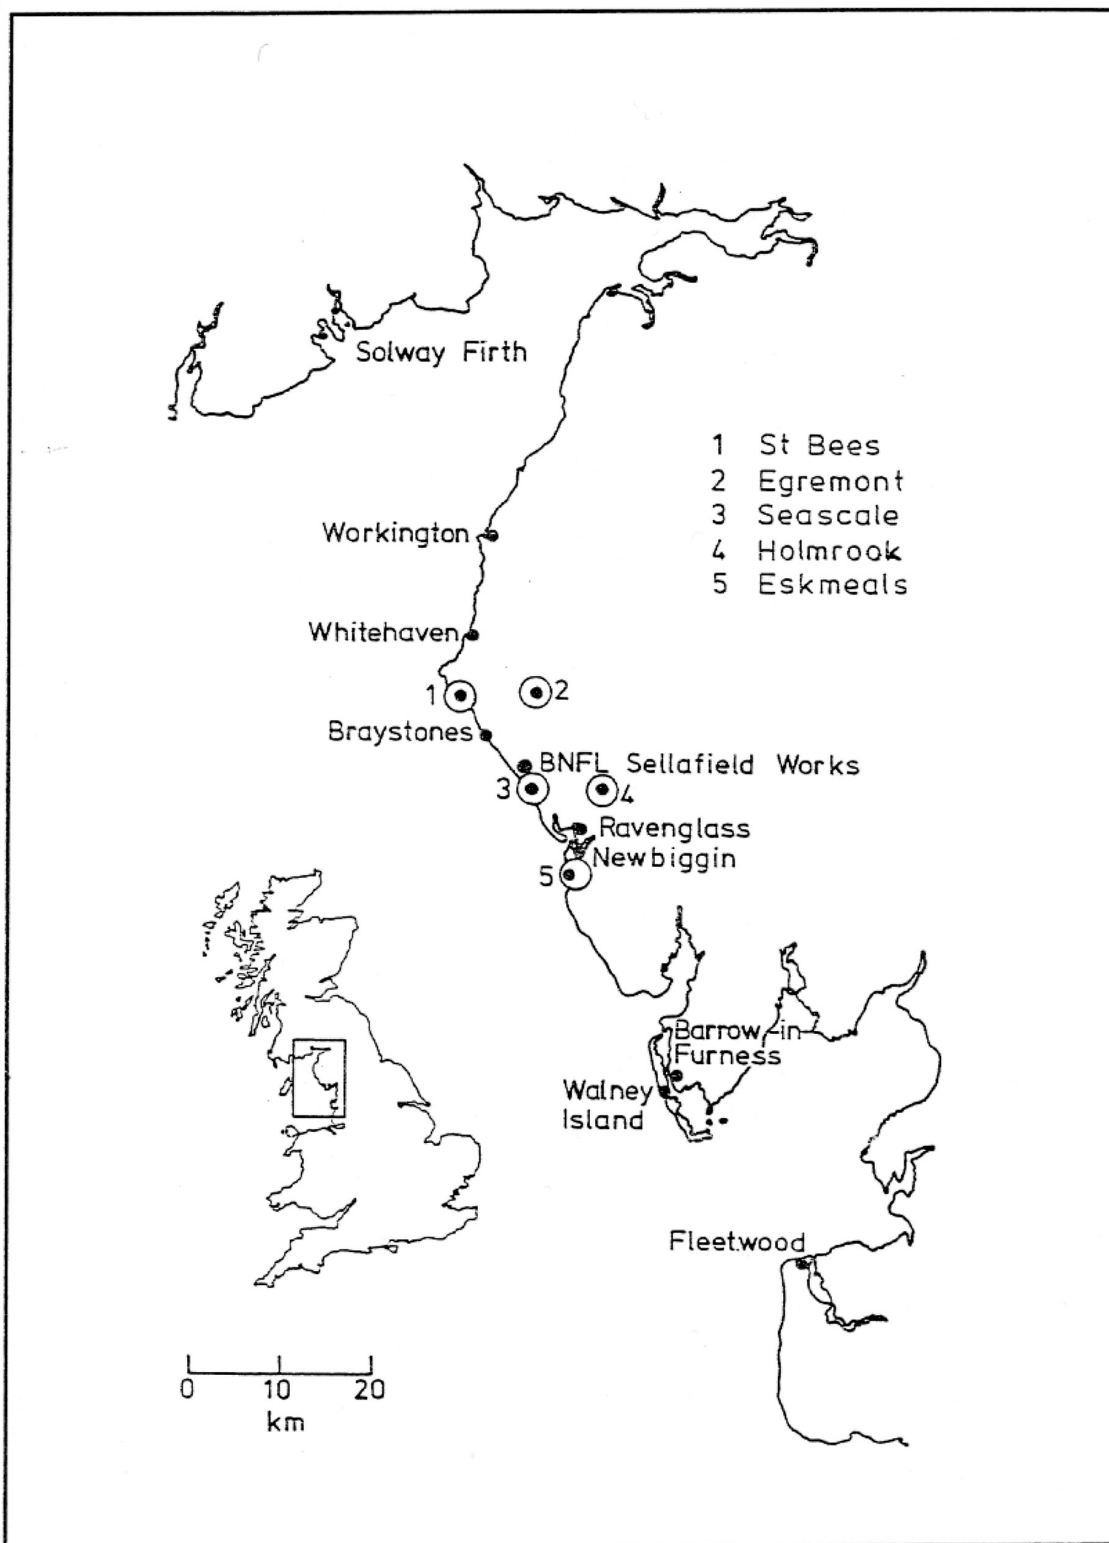 Solway Firth
1 St Bees
2 Egremont
3 Seascale
4 Holmrook
5 Eskmeals
Workington
Whitehaven
1
2
Braystones
BNFL Sellafield Works
3
4
Ravenglass
Newbiggin
5
Barrow-in
Furness
Walney
Island
Fleetwood
0 10 20
km